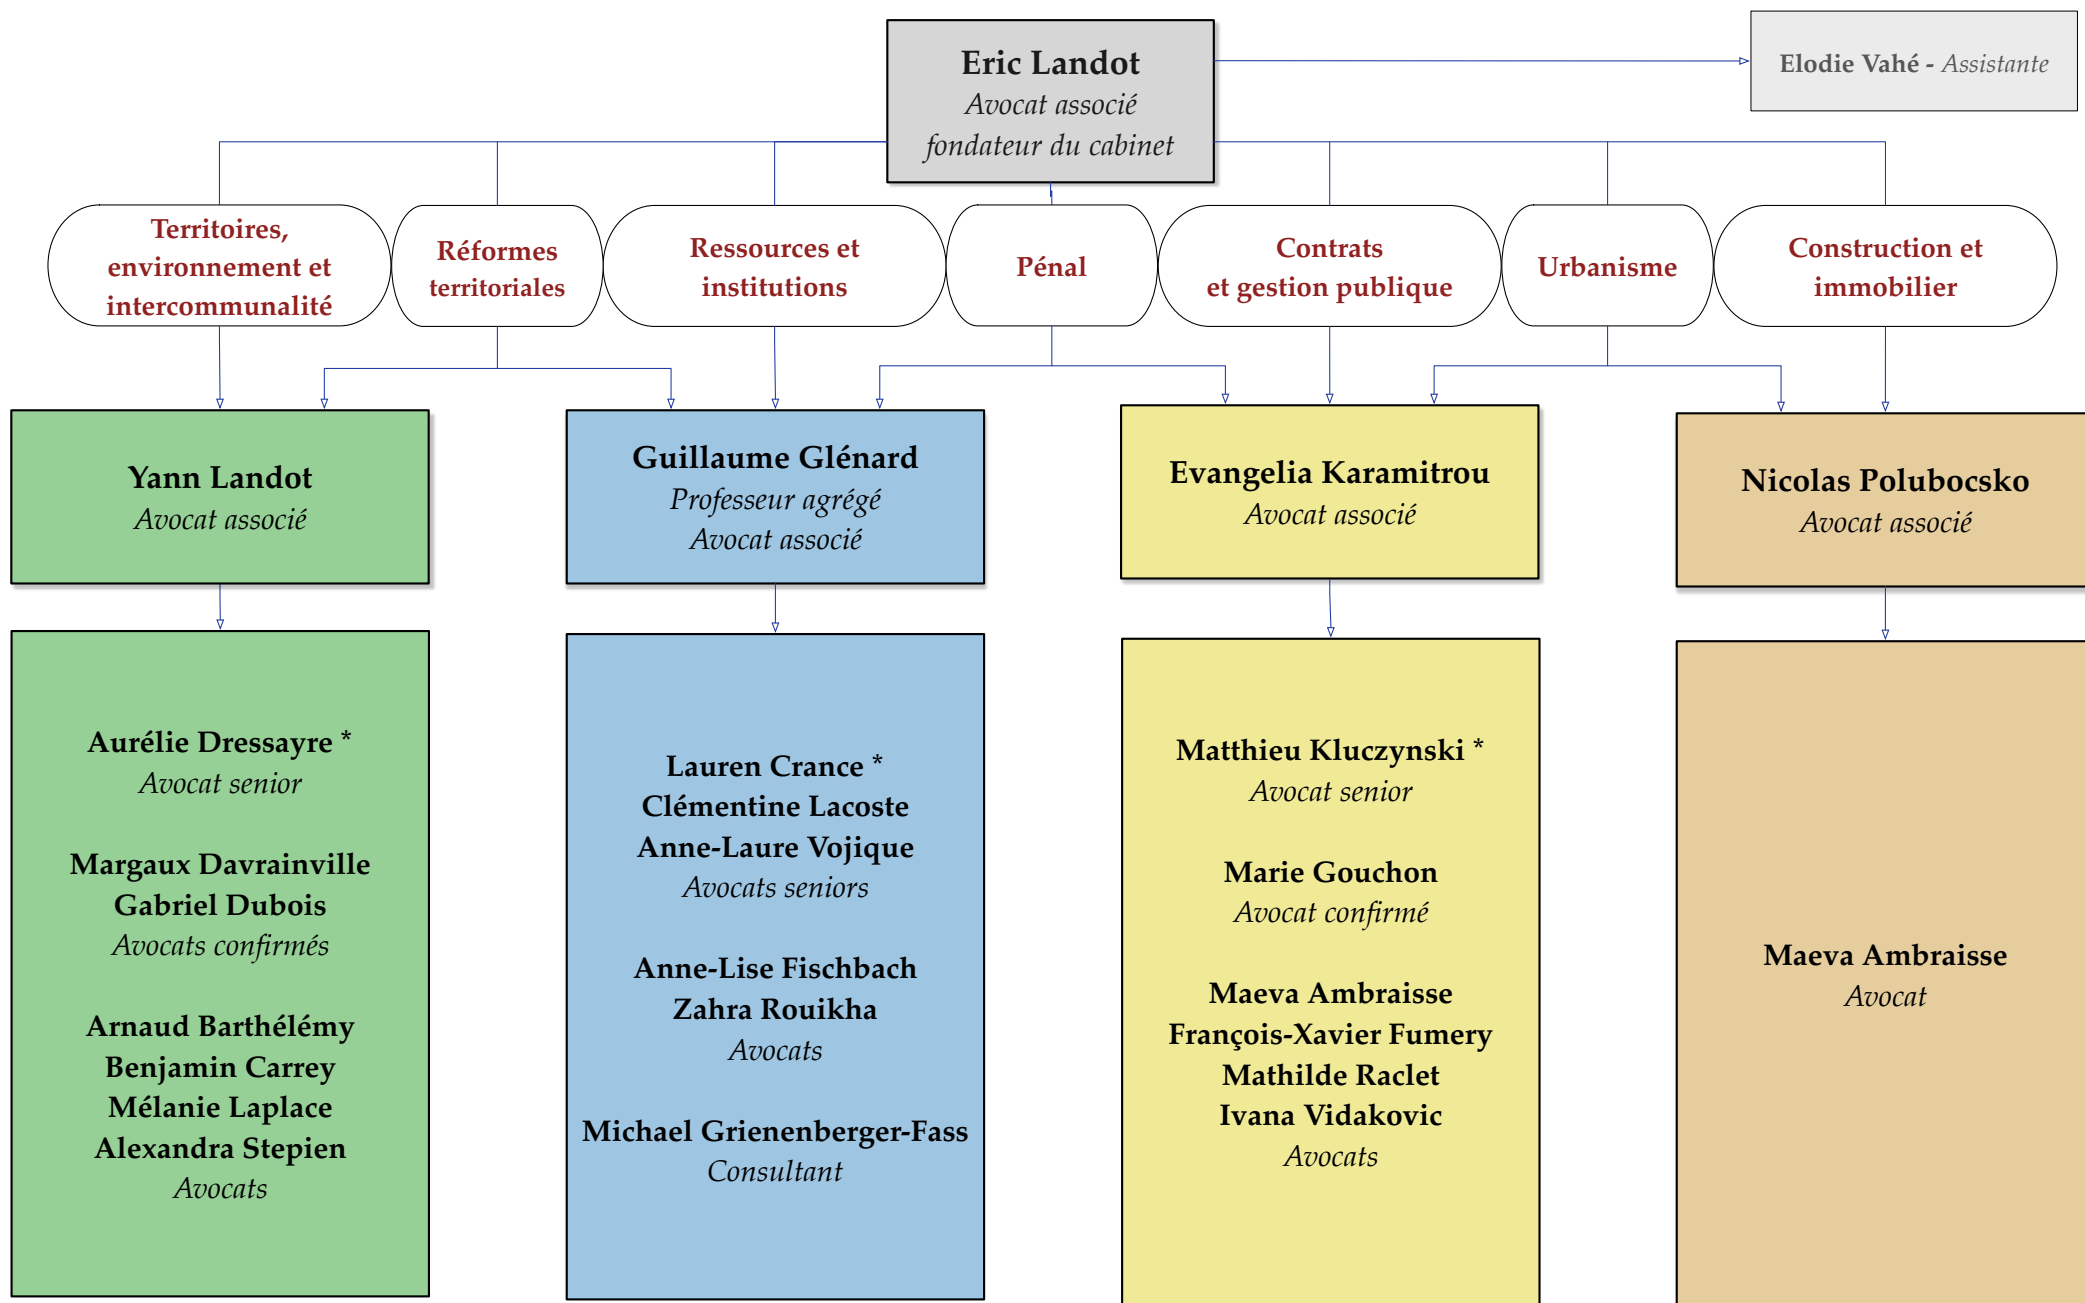 Eric Landot
Avocat associé
fondateur du cabinet
Elodie Vahé - Assistante
Territoires,
environnement et
intercommunalité
Réformes
territoriales
Ressources et
institutions
Pénal
Contrats
et gestion publique
Urbanisme
Construction et
immobilier
Yann Landot
Avocat associé
Guillaume Glénard
Professeur agrégé
Avocat associé
Evangelia Karamitrou
Avocat associé
Nicolas Polubocsko
Avocat associé
Aurélie Dressayre *
Avocat senior
Margaux Davrainville
Gabriel Dubois
Avocats confirmés
Arnaud Barthélémy
Benjamin Carrey
Mélanie Laplace
Alexandra Stepien
Avocats
Lauren Crance *
Clémentine Lacoste
Anne-Laure Vojique
Avocats seniors
Anne-Lise Fischbach
Zahra Rouikha
Avocats
Michael Grienenberger-Fass
Consultant
Matthieu Kluczynski *
Avocat senior
Marie Gouchon
Avocat confirmé
Maeva Ambraisse
François-Xavier Fumery
Mathilde Raclet
Ivana Vidakovic
Avocats
Maeva Ambraisse
Avocat